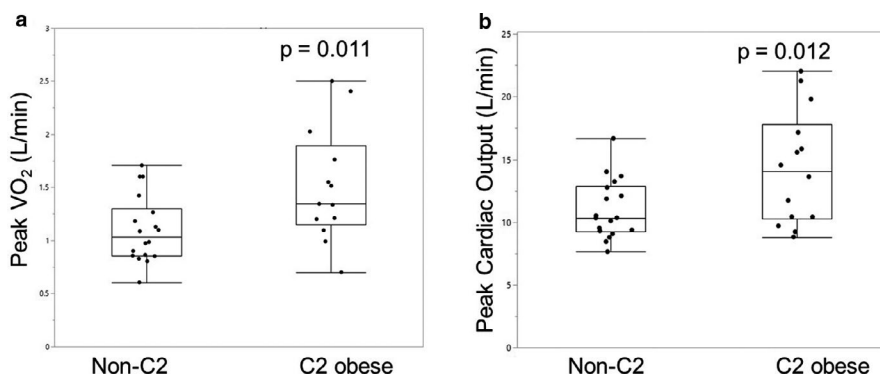 a
p = 0.011
Peak VO₂ (L/min)
3
2.5
2
1.5
1
0.5
0
Non-C2 C2 obese
b
p = 0.012
Peak Cardiac Output (L/min)
25
20
15
10
5
0
Non-C2 C2 obese